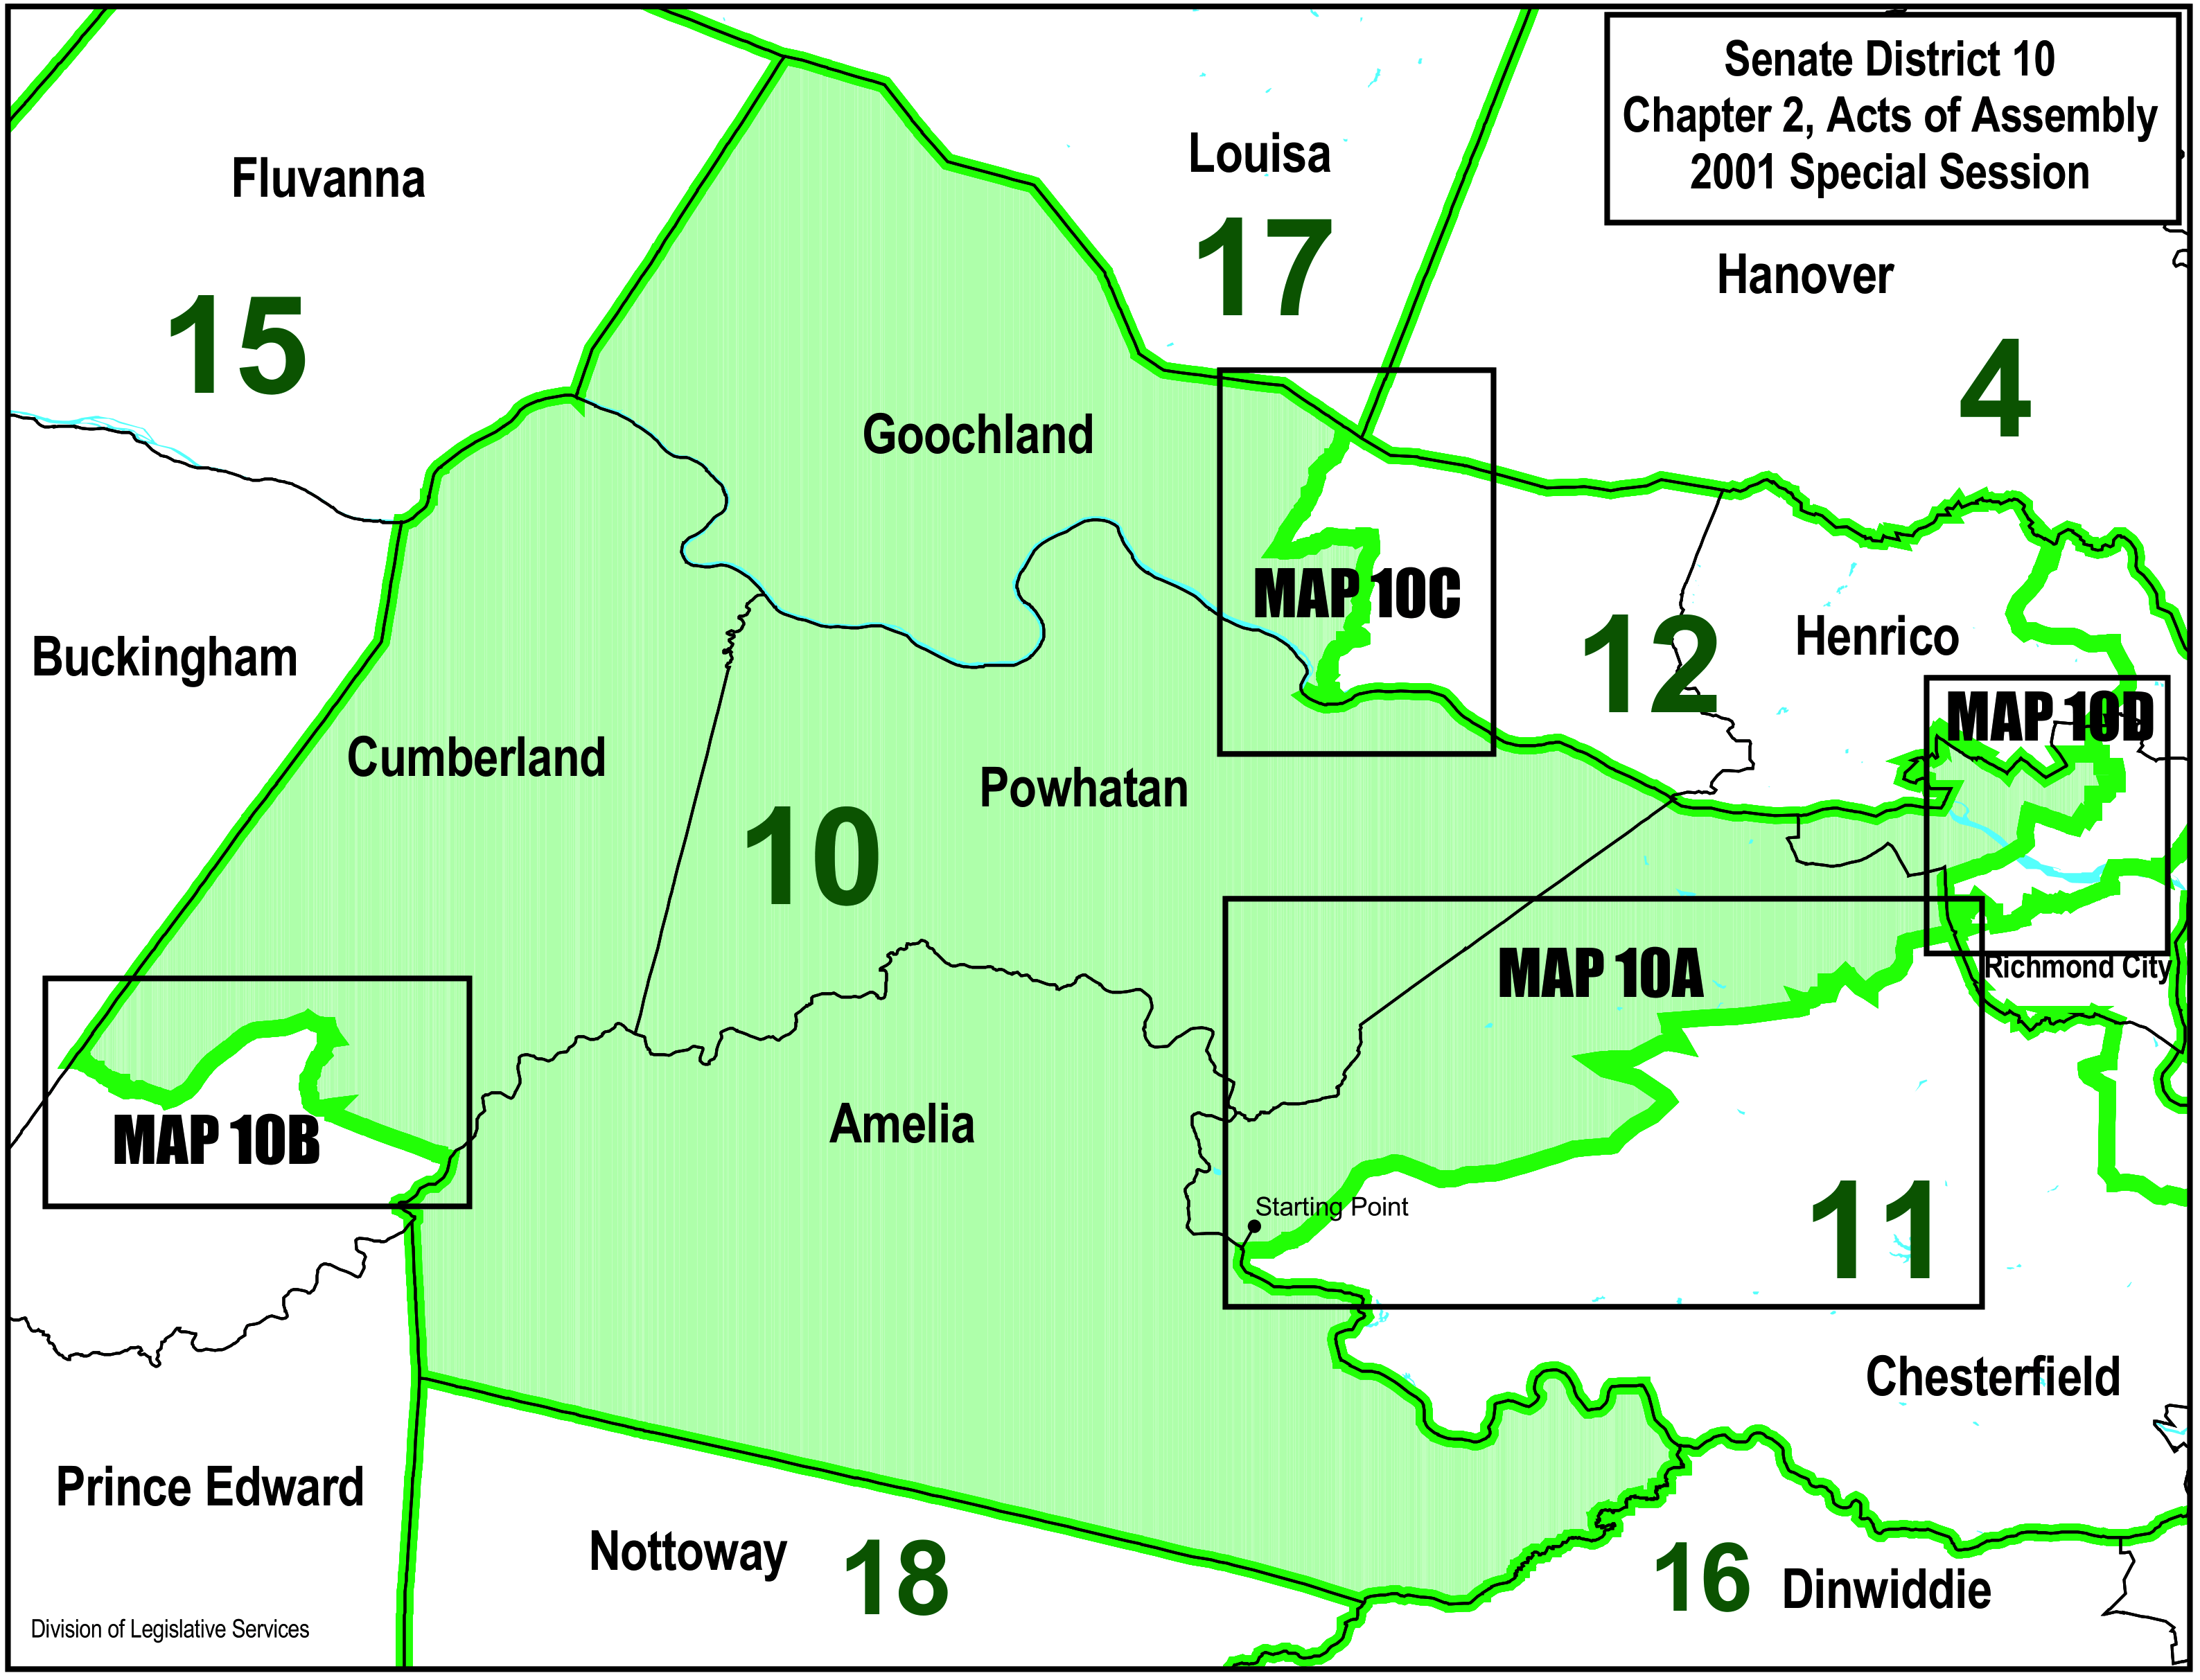 Senate District 10
Chapter 2, Acts of Assembly
2001 Special Session
Louisa
Fluvanna
17
Hanover
15
4
Goochland
MAP 10C
12
Henrico
Buckingham
MAP 10D
Cumberland
Powhatan
10
MAP 10A
Richmond City
Amelia
MAP 10B
Starting Point
11
Chesterfield
Prince Edward
Nottoway
18
16
Dinwiddie
Division of Legislative Services